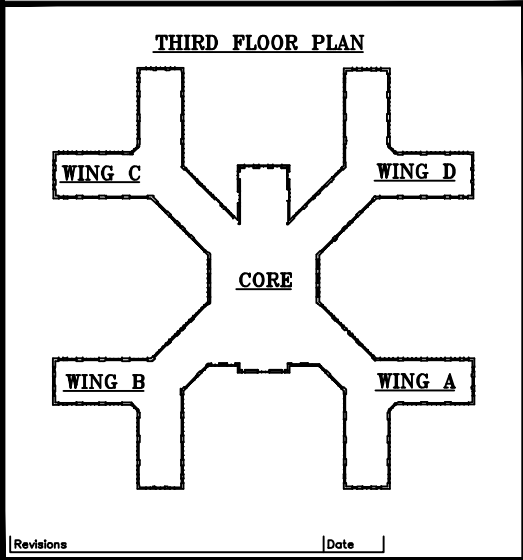 THIRD FLOOR PLAN
WING C
WING D
CORE
WING B
WING A
Revisions
Date